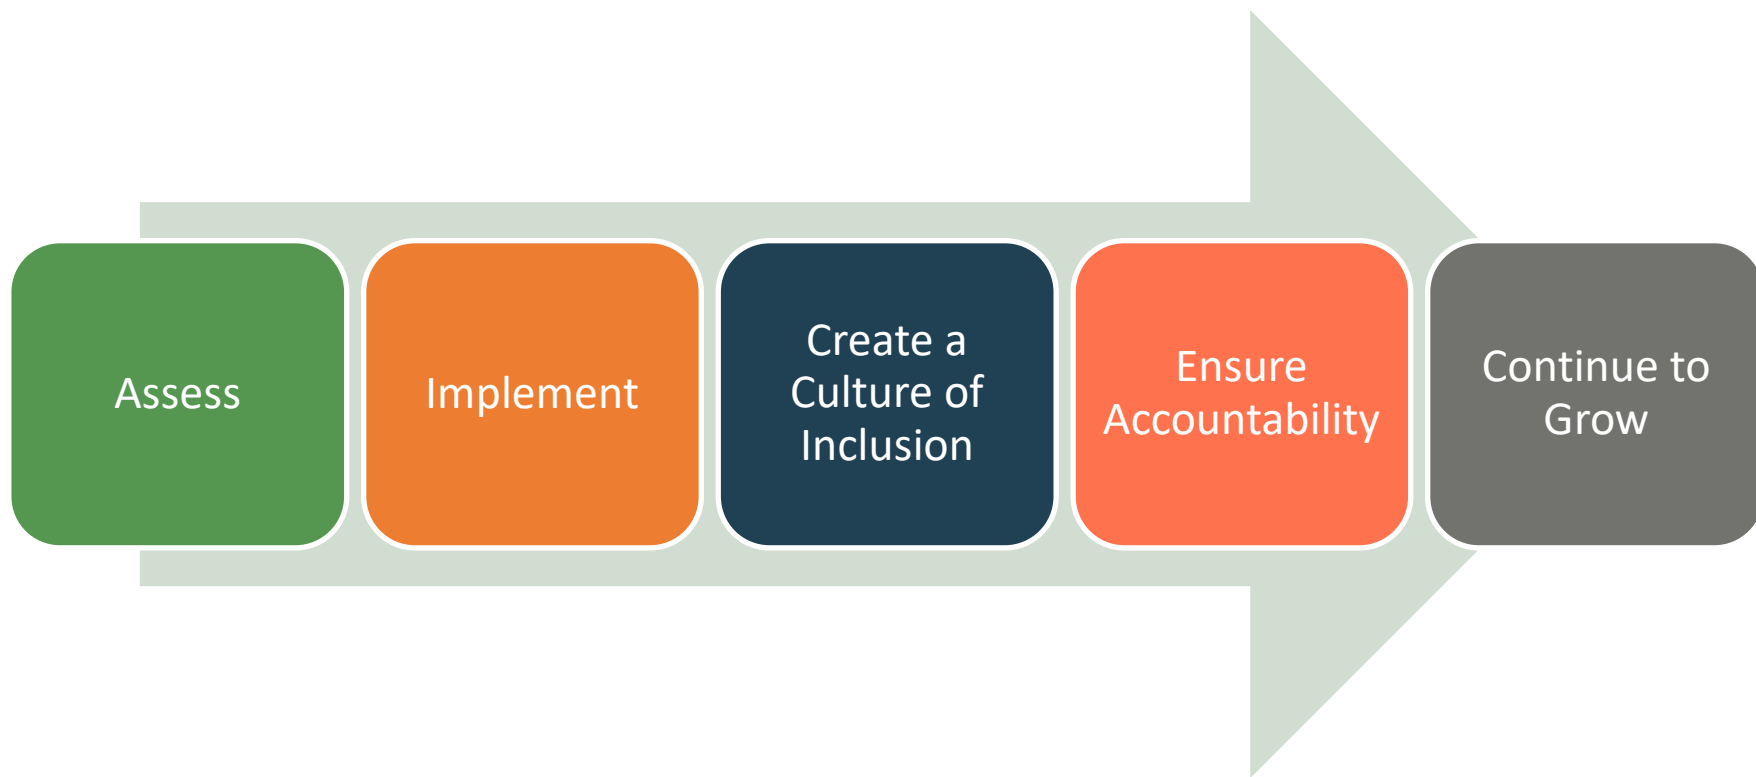 Assess
Implement
Create a
Culture of
Inclusion
Ensure
Accountability
Continue to
Grow